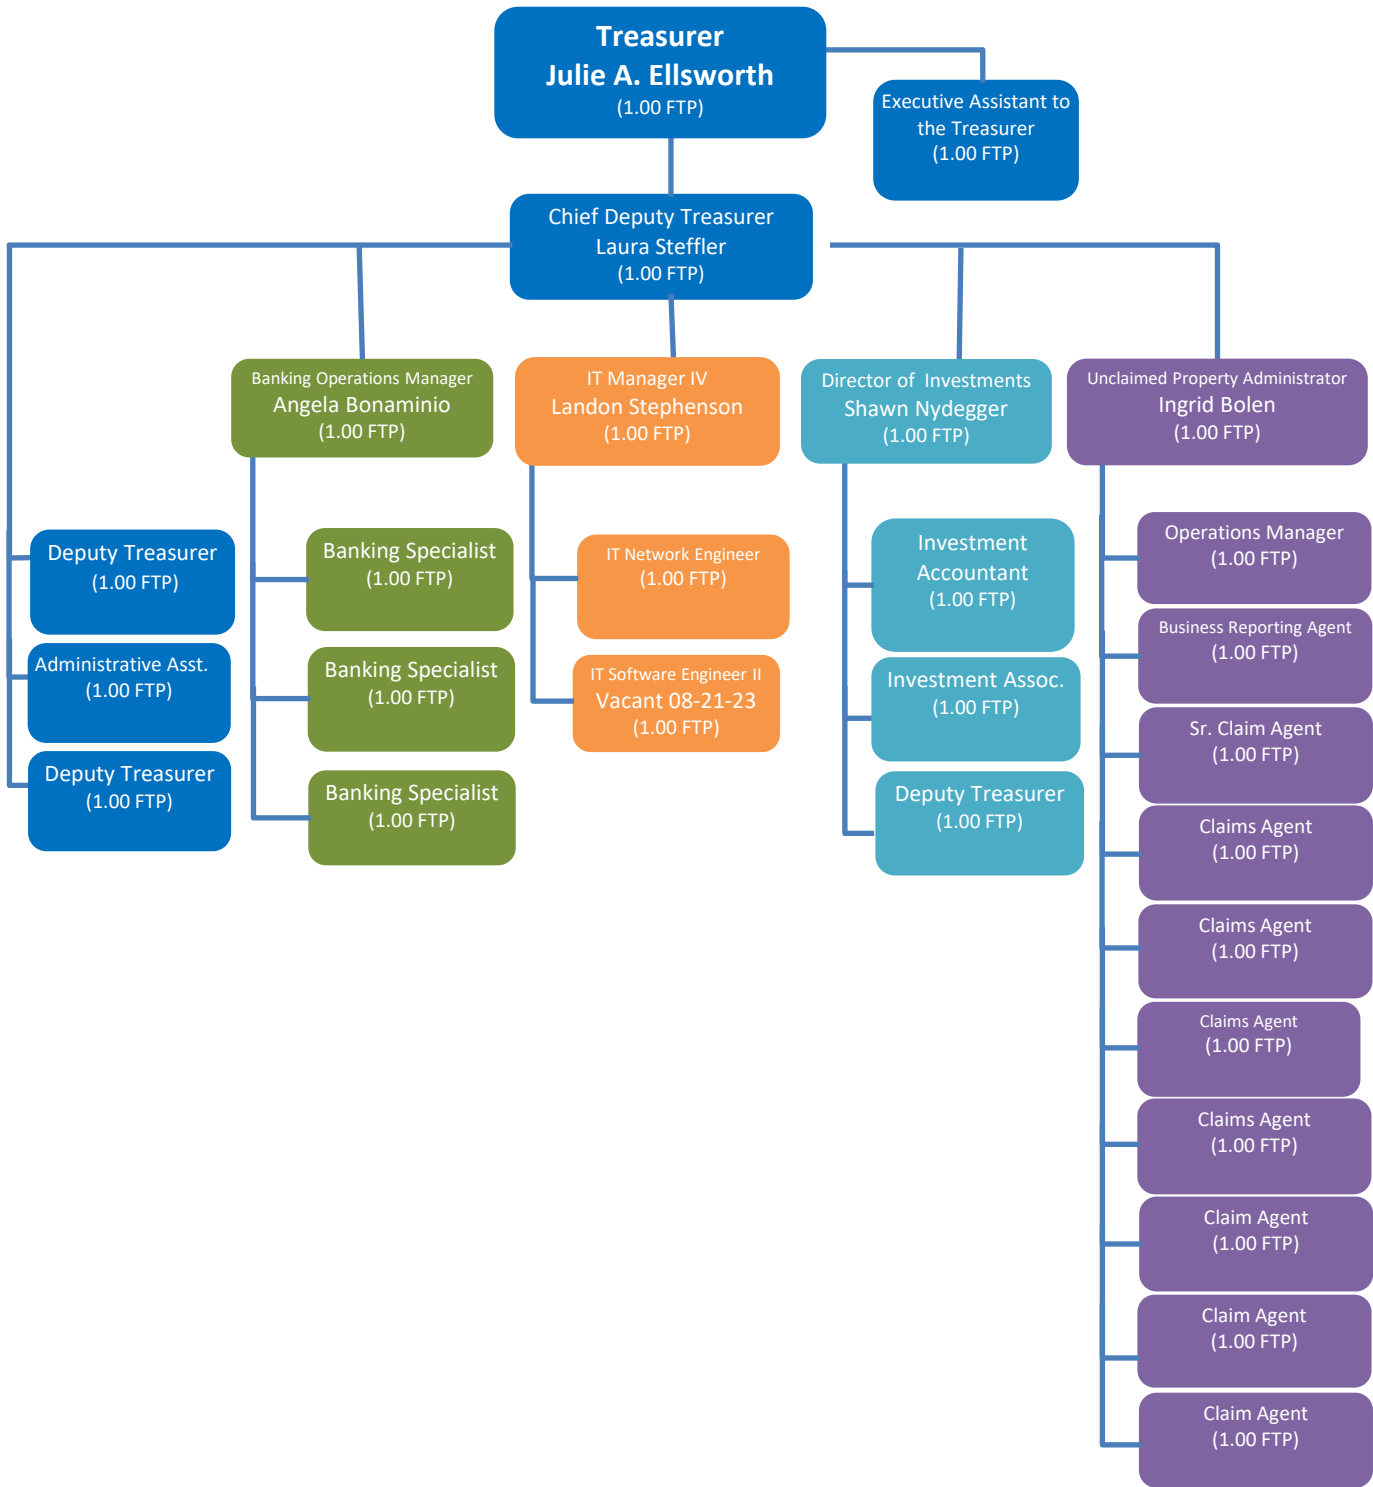 Treasurer
Julie A. Ellsworth
(1.00 FTP)
Executive Assistant to
the Treasurer
(1.00 FTP)
Chief Deputy Treasurer
Laura Steffler
(1.00 FTP)
Banking Operations Manager
Angela Bonaminio
(1.00 FTP)
IT Manager IV
Landon Stephenson
(1.00 FTP)
Director of Investments
Shawn Nydegger
(1.00 FTP)
Unclaimed Property Administrator
Ingrid Bolen
(1.00 FTP)
Deputy Treasurer
(1.00 FTP)
Administrative Asst.
(1.00 FTP)
Deputy Treasurer
(1.00 FTP)
Banking Specialist
(1.00 FTP)
Banking Specialist
(1.00 FTP)
Banking Specialist
(1.00 FTP)
IT Network Engineer
(1.00 FTP)
IT Software Engineer II
Vacant 08-21-23
(1.00 FTP)
Investment
Accountant
(1.00 FTP)
Investment Assoc.
(1.00 FTP)
Deputy Treasurer
(1.00 FTP)
Operations Manager
(1.00 FTP)
Business Reporting Agent
(1.00 FTP)
Sr. Claim Agent
(1.00 FTP)
Claims Agent
(1.00 FTP)
Claims Agent
(1.00 FTP)
Claims Agent
(1.00 FTP)
Claims Agent
(1.00 FTP)
Claim Agent
(1.00 FTP)
Claim Agent
(1.00 FTP)
Claim Agent
(1.00 FTP)